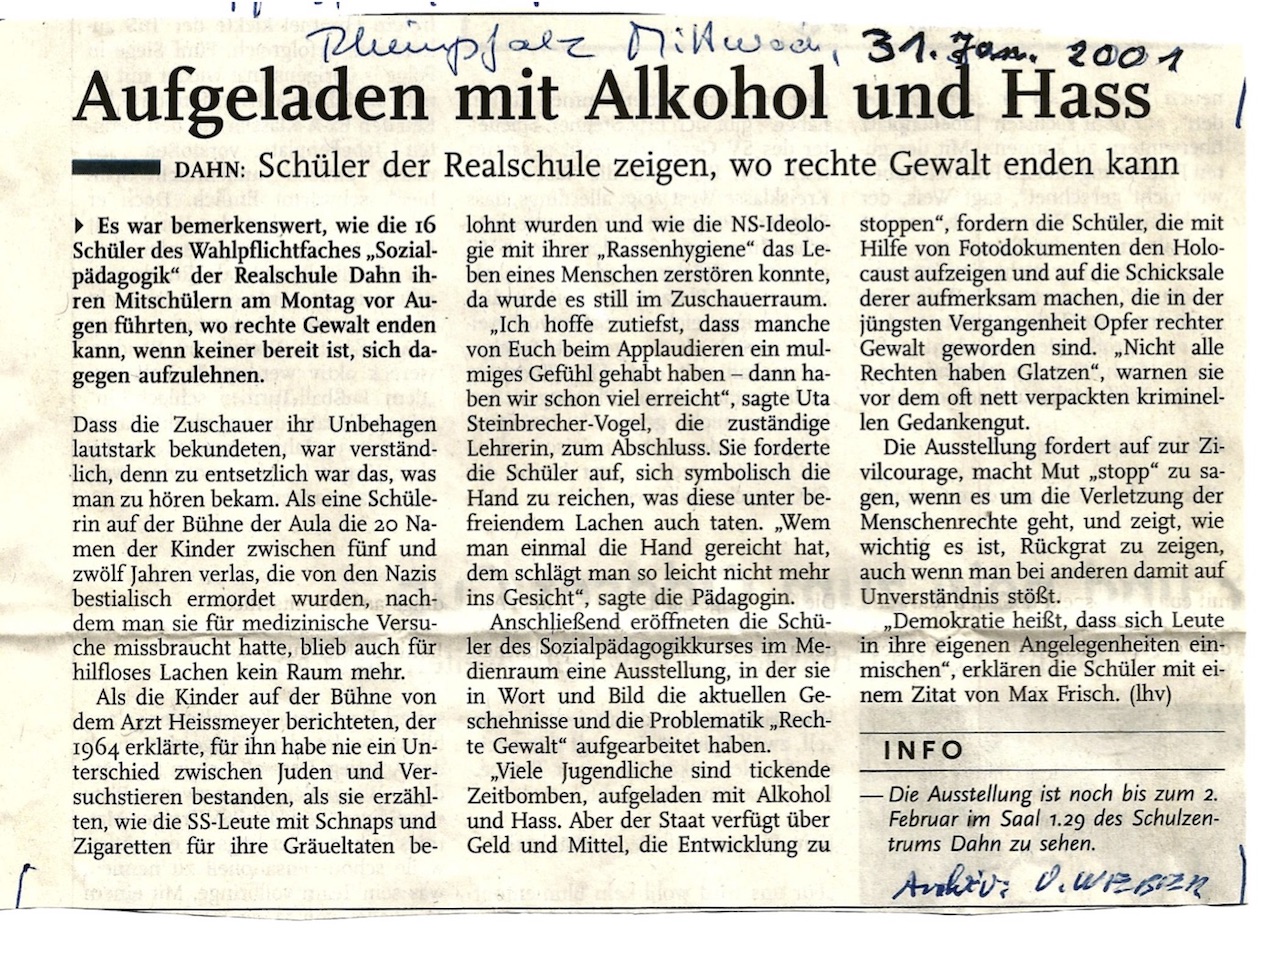 Rheinpfalz Mittwoch, 31. Jan. 2001
Aufgeladen mit Alkohol und Hass
DAHN: Schüler der Realschule zeigen, wo rechte Gewalt enden kann
Es war bemerkenswert, wie die 16
Schüler des Wahlpflichtfaches „Sozial-
pädagogik“ der Realschule Dahn ih-
ren Mitschülern am Montag vor Au-
gen führten, wo rechte Gewalt enden
kann, wenn keiner bereit ist, sich da-
gegen aufzulehnen.
Dass die Zuschauer ihr Unbehagen
lautstark bekundeten, war verständ-
lich, denn zu entsetzlich war das, was
man zu hören bekam. Als eine Schüle-
rin auf der Bühne der Aula die 20 Na-
men der Kinder zwischen fünf und
zwölf Jahren verlas, die von den Nazis
bestialisch ermordet wurden, nach-
dem man sie für medizinische Versu-
che missbraucht hatte, blieb auch für
hilfloses Lachen kein Raum mehr.
Als die Kinder auf der Bühne von
dem Arzt Heissmeyer berichteten, der
1964 erklärte, für ihn habe nie ein Un-
terschied zwischen Juden und Ver-
suchstieren bestanden, als sie erzähl-
ten, wie die SS-Leute mit Schnaps und
Zigaretten für ihre Gräueltaten be-
lohnt wurden und wie die NS-Ideolo-
gie mit ihrer „Rassenhygiene“ das Le-
ben eines Menschen zerstören konnte,
da wurde es still im Zuschauerraum.
„Ich hoffe zutiefst, dass manche
von Euch beim Applaudieren ein mul-
miges Gefühl gehabt haben – dann ha-
ben wir schon viel erreicht“, sagte Uta
Steinbrecher-Vogel, die zuständige
Lehrerin, zum Abschluss. Sie forderte
die Schüler auf, sich symbolisch die
Hand zu reichen, was diese unter be-
freiendem Lachen auch taten. „Wem
man einmal die Hand gereicht hat,
dem schlägt man so leicht nicht mehr
ins Gesicht“, sagte die Pädagogin.
Anschließend eröffneten die Schü-
ler des Sozialpädagogikkurses im Me-
dienraum eine Ausstellung, in der sie
in Wort und Bild die aktuellen Ge-
schehnisse und die Problematik „Rech-
te Gewalt“ aufgearbeitet haben.
„Viele Jugendliche sind tickende
Zeitbomben, aufgeladen mit Alkohol
und Hass. Aber der Staat verfügt über
Geld und Mittel, die Entwicklung zu
stoppen“, fordern die Schüler, die mit
Hilfe von Fotodokumenten den Holo-
caust aufzeigen und auf die Schicksale
derer aufmerksam machen, die in der
jüngsten Vergangenheit Opfer rechter
Gewalt geworden sind. „Nicht alle
Rechten haben Glatzen“, warnen sie
vor dem oft nett verpackten kriminel-
len Gedankengut.
Die Ausstellung fordert auf zur Zi-
vilcourage, macht Mut „stopp“ zu sa-
gen, wenn es um die Verletzung der
Menschenrechte geht, und zeigt, wie
wichtig es ist, Rückgrat zu zeigen,
auch wenn man bei anderen damit auf
Unverständnis stößt.
„Demokratie heißt, dass sich Leute
in ihre eigenen Angelegenheiten ein-
mischen“, erklären die Schüler mit ei-
nem Zitat von Max Frisch. (lhv)
INFO
— Die Ausstellung ist noch bis zum 2.
Februar im Saal 1.29 des Schulzen-
trums Dahn zu sehen.
Archiv: O. WEBER